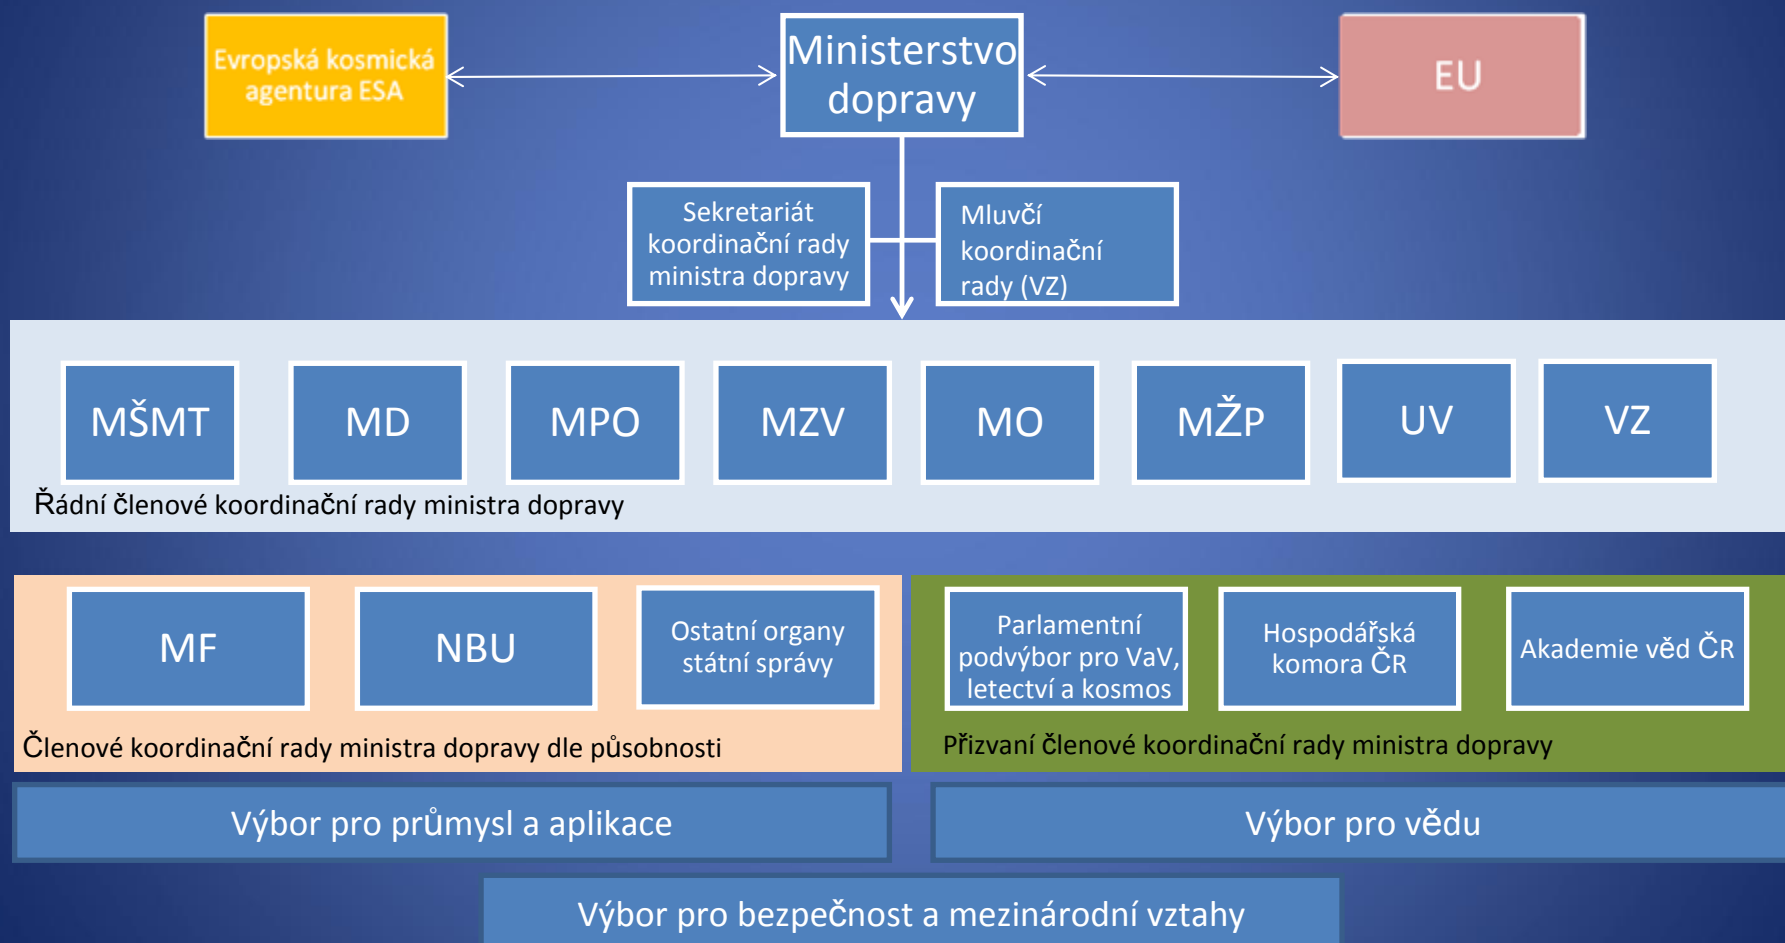 Evropská kosmická
agentura ESA
Ministerstvo
dopravy
EU
Sekretariát
koordinační rady
ministra dopravy
Mluvčí
koordinační
rady (VZ)
MŠMT
MD
MPO
MZV
MO
MŽP
UV
VZ
Řádní členové koordinační rady ministra dopravy
MF
NBU
Ostatní organy
státní správy
Členové koordinační rady ministra dopravy dle působnosti
Parlamentní
podvýbor pro VaV,
letectví a kosmos
Hospodářská
komora ČR
Akademie věd ČR
Přizvaní členové koordinační rady ministra dopravy
Výbor pro průmysl a aplikace
Výbor pro vědu
Výbor pro bezpečnost a mezinárodní vztahy